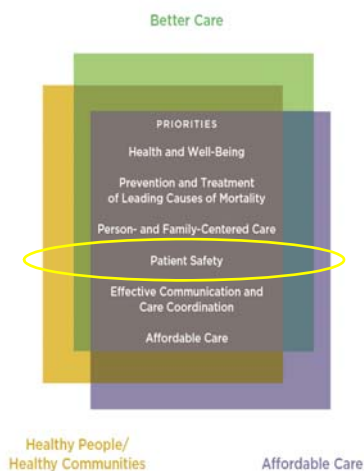 Better Care
PRIORITIES
Health and Well-Being
Prevention and Treatment
of Leading Causes of Mortality
Person- and Family-Centered Care
Patient Safety
Effective Communication and
Care Coordination
Affordable Care
Healthy People/
Healthy Communities
Affordable Care